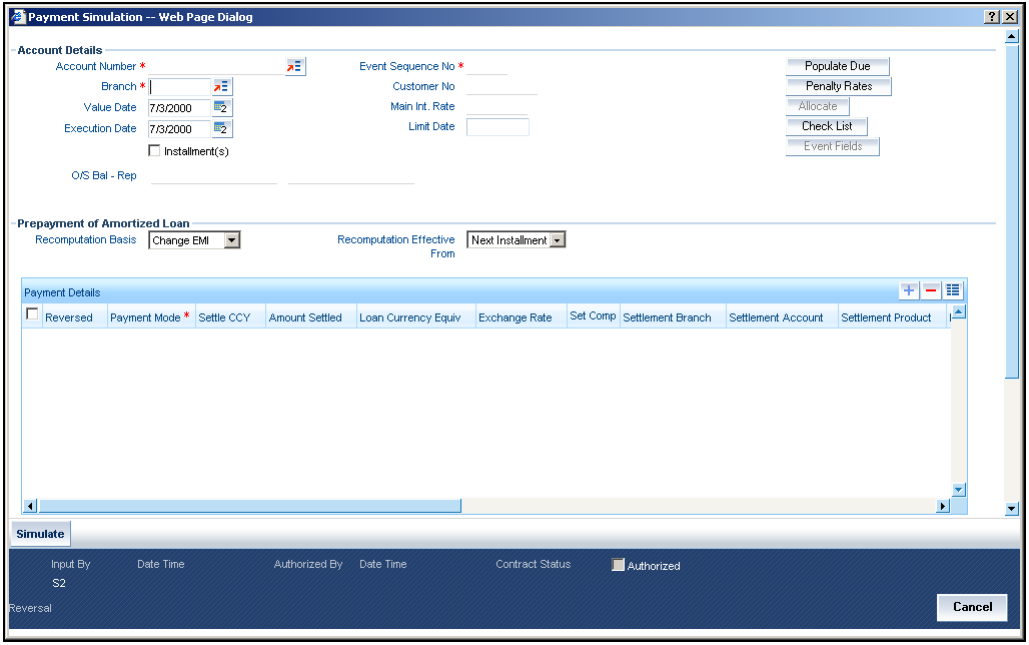 Payment Simulation -- Web Page Dialog
Account Details
Account Number *
Event Sequence No *
Populate Due
Branch *
Customer No
Penalty Rates
Value Date 7/3/2000
Main Int. Rate
Allocate
Execution Date 7/3/2000
Limit Date
Check List
Installment(s)
Event Fields
O/S Bal - Rep
Prepayment of Amortized Loan
Recomputation Basis Change EMI
Recomputation Effective From Next Installment
Payment Details
Reversed Payment Mode * Settle CCY Amount Settled Loan Currency Equiv Exchange Rate Set Comp Settlement Branch Settlement Account Settlement Product
Simulate
Input By Date Time Authorized By Date Time Contract Status Authorized
S2
Reversal
Cancel